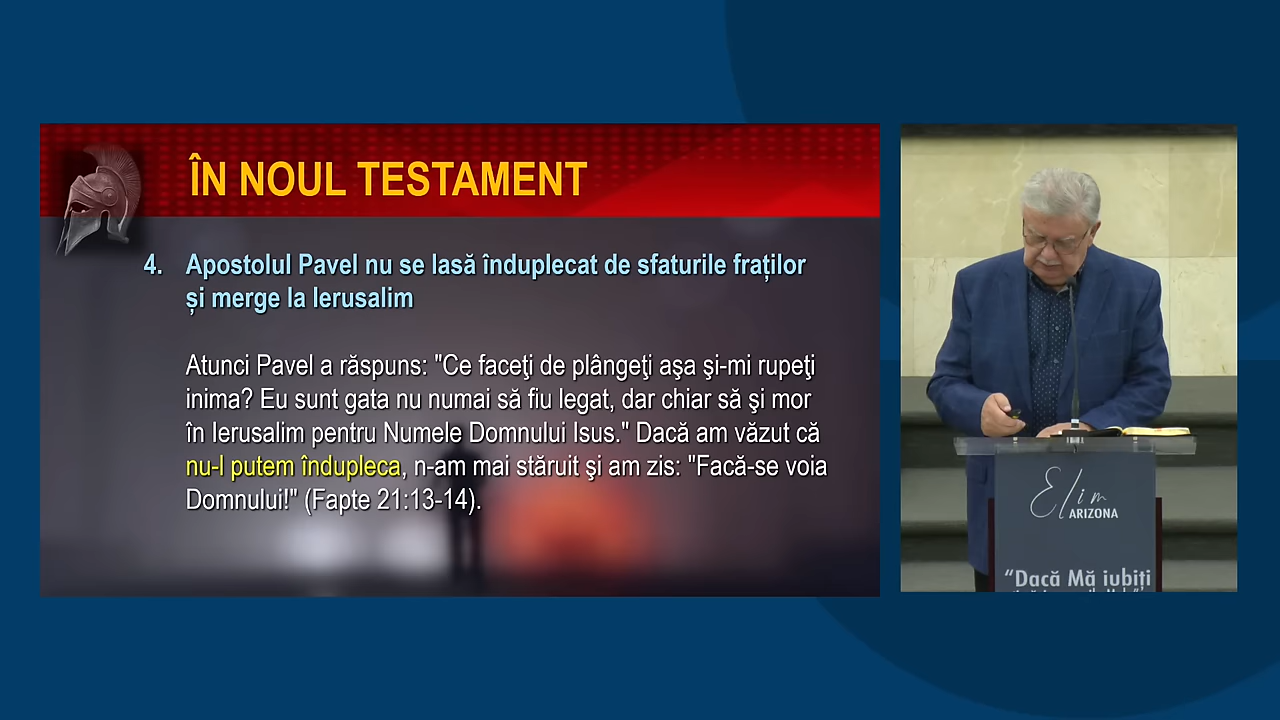 ÎN NOUL TESTAMENT
4. Apostolul Pavel nu se lasă înduplecat de sfaturile fraților
și merge la Ierusalim
Atunci Pavel a răspuns: "Ce faceţi de plângeţi aşa şi-mi rupeţi
inima? Eu sunt gata nu numai să fiu legat, dar chiar să şi mor
în Ierusalim pentru Numele Domnului Isus." Dacă am văzut că
nu-l putem îndupleca, n-am mai stăruit şi am zis: "Facă-se voia
Domnului!" (Fapte 21:13-14).
Elim
ARIZONA
“Dacă Mă iubiți